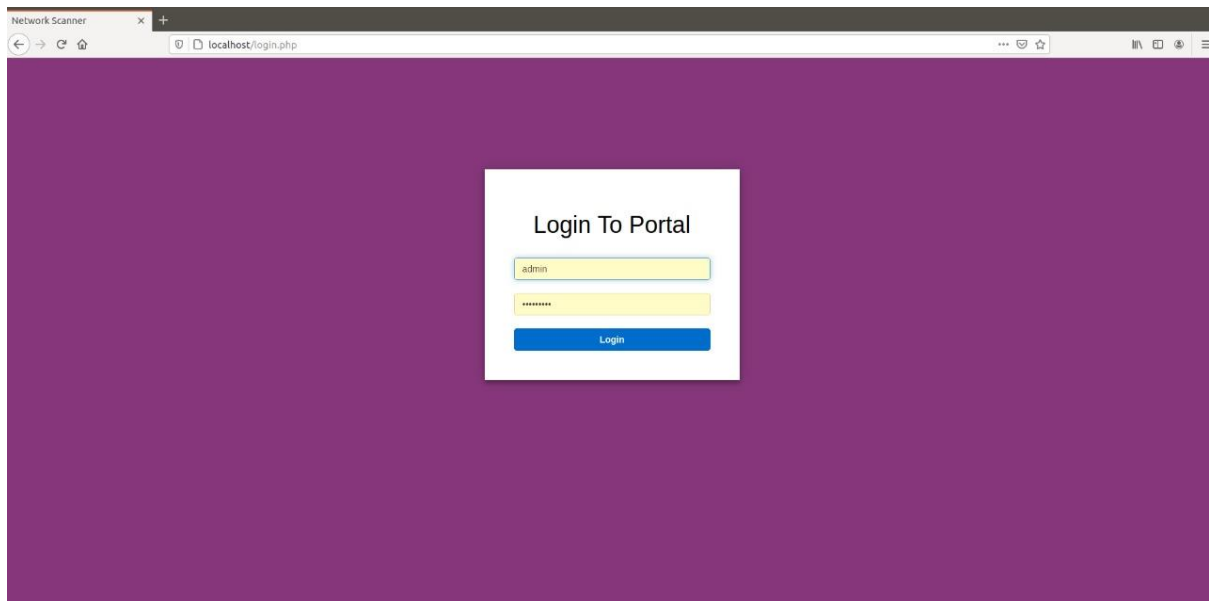 Network Scanner
localhost/login.php
Login To Portal
admin
•••••••••
Login